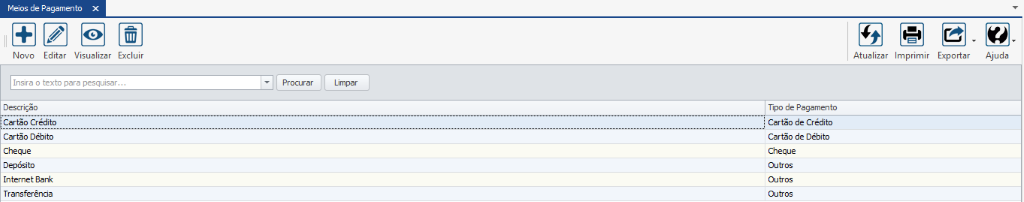 Meios de Pagamento
Novo Editar Visualizar Excluir Atualizar Imprimir Exportar Ajuda
Insira o texto para pesquisar... Procurar Limpar
Descrição Tipo de Pagamento
Cartão Crédito Cartão de Crédito
Cartão Débito Cartão de Débito
Cheque Cheque
Depósito Outros
Internet Bank Outros
Transferência Outros